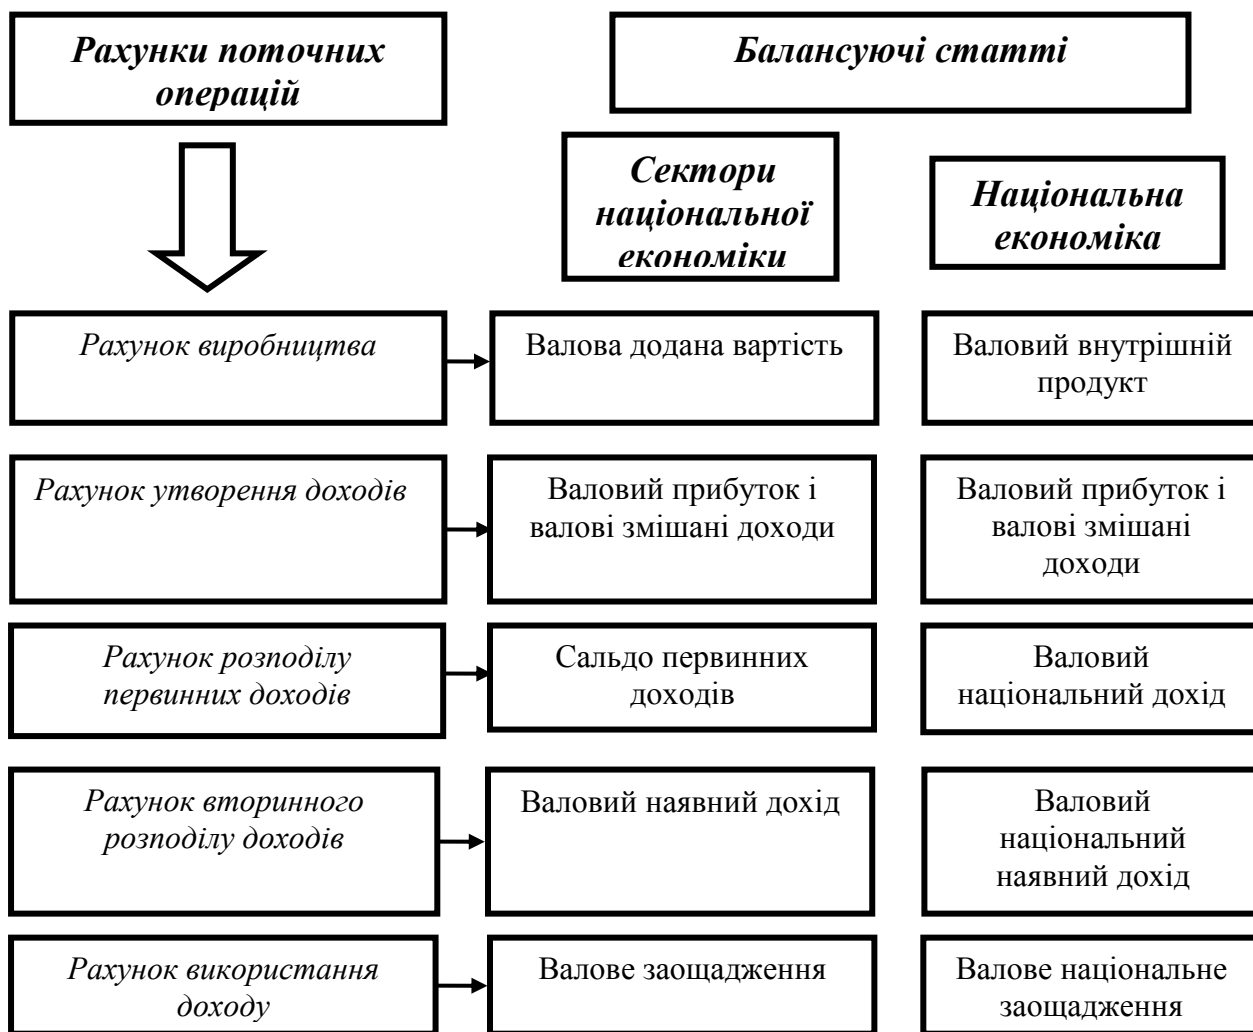 Рахунки поточних
операцій
Балансуючі статті
Сектори
національної
економіки
Національна
економіка
Рахунок виробництва
Валова додана вартість
Валовий внутрішній
продукт
Рахунок утворення доходів
Валовий прибуток і
валові змішані доходи
Валовий прибуток і
валові змішані
доходи
Рахунок розподілу
первинних доходів
Сальдо первинних
доходів
Валовий
національний дохід
Рахунок вторинного
розподілу доходів
Валовий наявний дохід
Валовий
національний
наявний дохід
Рахунок використання
доходу
Валове заощадження
Валове національне
заощадження